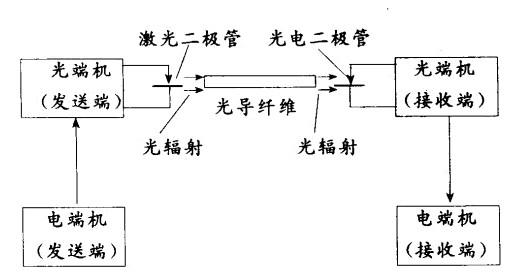 激光二极管
光电二极管
光端机
（发送端）
光端机
（接收端）
光导纤维
光辐射
光辐射
电端机
（发送端）
电端机
（接收端）